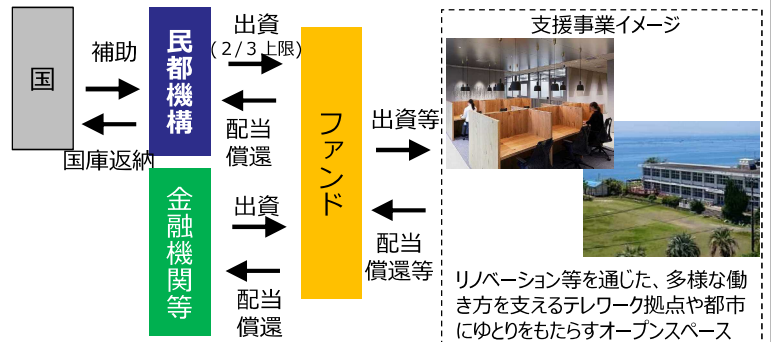 国
補助
国庫返納
民都機構
出資
(２/３上限)
配当
償還
金融機関等
出資
配当
償還
ファンド
出資等
配当
償還等
支援事業イメージ
リノベーション等を通じた、多様な働
き方を支えるテレワーク拠点や都市
にゆとりをもたらすオープンスペース